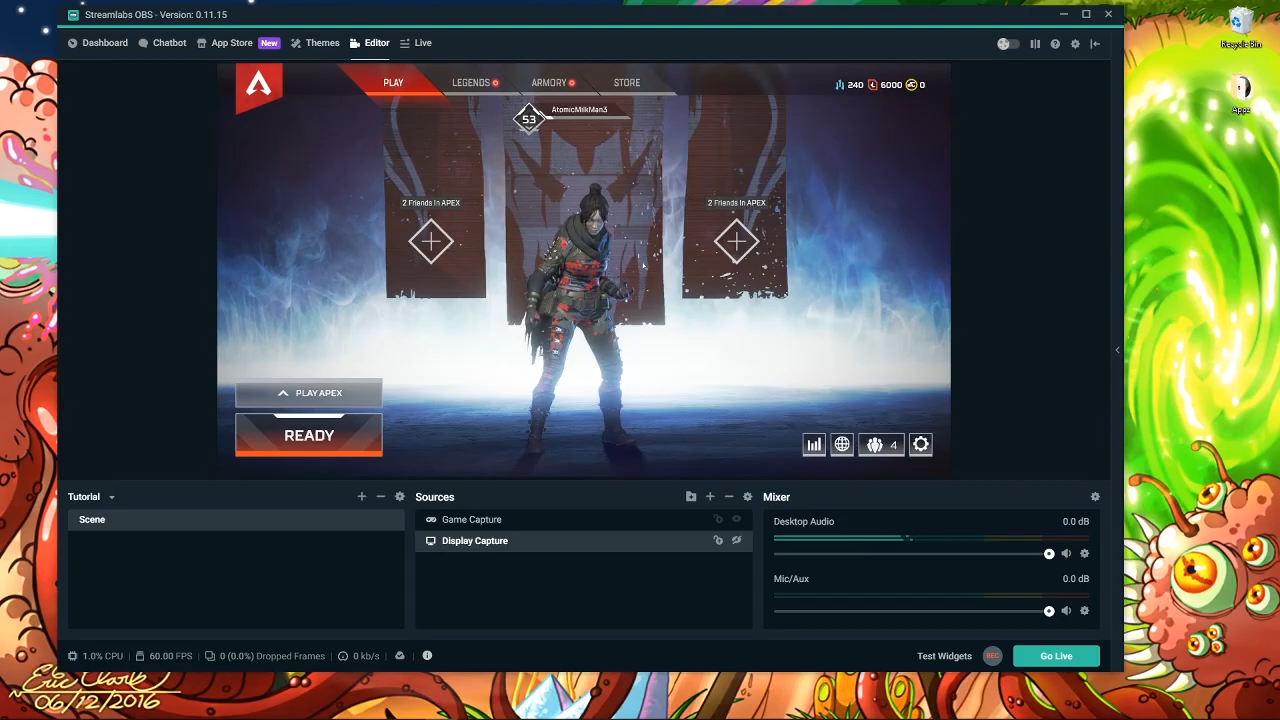 Streamlabs OBS - Version: 0.11.15
Dashboard Chatbot App Store New Themes Editor Live
PLAY LEGENDS ARMORY STORE
240 6000 0
53 AtomicMilkMan3
2 Friends In APEX 2 Friends In APEX
PLAY APEX
READY
4
Tutorial
Scene
Sources
Game Capture
Display Capture
Mixer
Desktop Audio 0.0 dB
Mic/Aux 0.0 dB
1.0% CPU 60.00 FPS 0 (0.0%) Dropped Frames 0 kb/s
Test Widgets REC Go Live
Recycle Bin
Appz
Eric Clark
06/12/2016